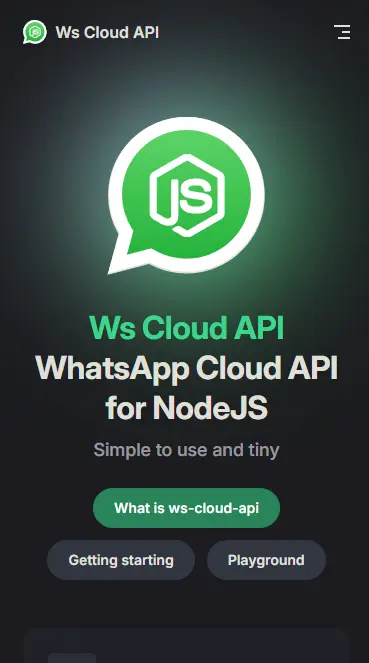 Ws Cloud API
JS
Ws Cloud API
WhatsApp Cloud API
for NodeJS
Simple to use and tiny
What is ws-cloud-api
Getting starting
Playground